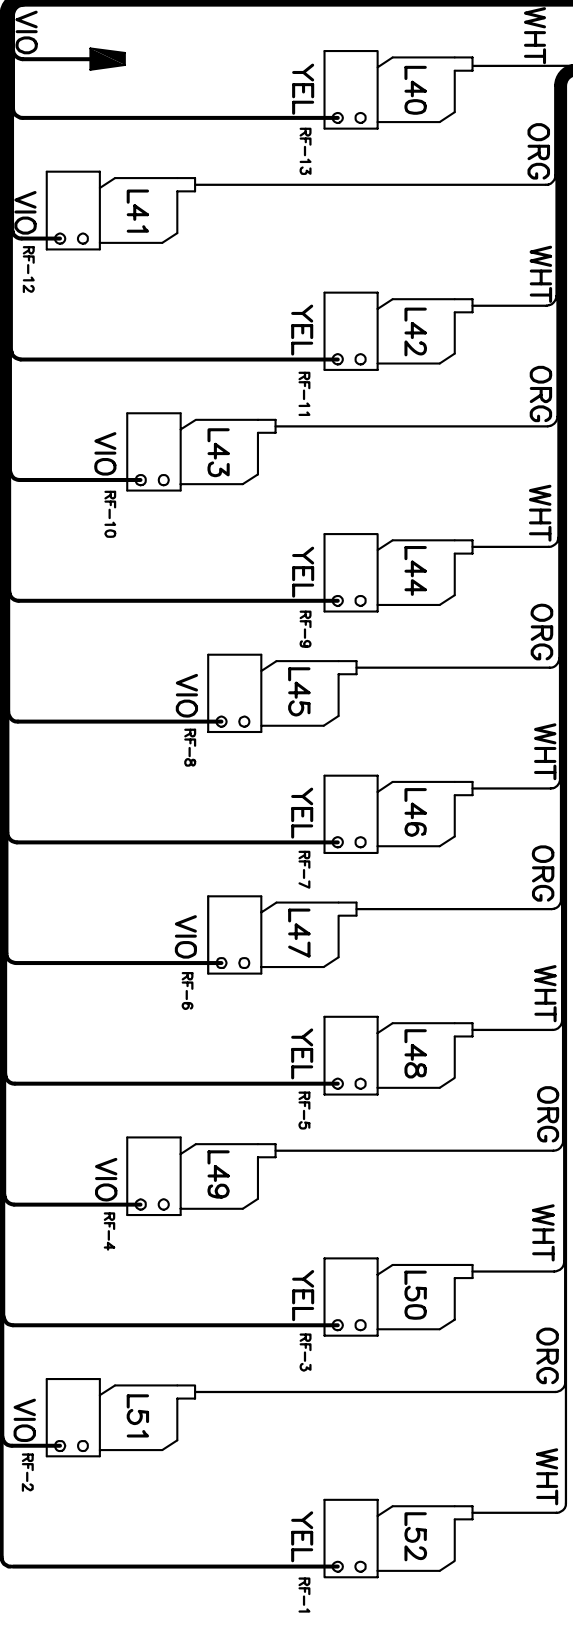 VIO
WHT
YEL
L40
RF-13
ORG
L41
VIO
RF-12
WHT
L42
YEL
RF-11
ORG
L43
VIO
RF-10
WHT
L44
YEL
RF-9
ORG
L45
VIO
RF-8
WHT
L46
YEL
RF-7
ORG
L47
VIO
RF-6
WHT
L48
YEL
RF-5
ORG
L49
VIO
RF-4
WHT
L50
YEL
RF-3
ORG
L51
VIO
RF-2
WHT
L52
YEL
RF-1